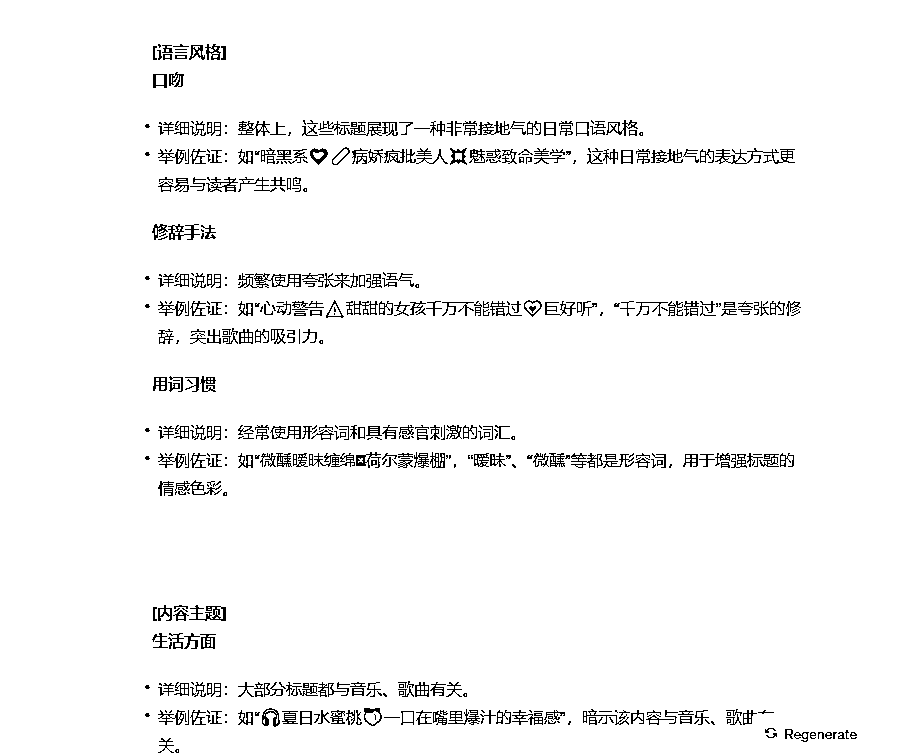 [语言风格]
口吻
• 详细说明：整体上，这些标题展现了一种非常接地气的日常口语风格。
• 举例佐证：如“暗黑系🖤🩹病娇疯批美人¤魅惑致命美学”，这种日常接地气的表达方式更
容易与读者产生共鸣。
修辞手法
• 详细说明：频繁使用夸张来加强语气。
• 举例佐证：如“心动警告⚠甜甜的女孩千万不能错过💗巨好听”，“千万不能错过”是夸张的修
辞，突出歌曲的吸引力。
用词习惯
• 详细说明：经常使用形容词和具有感官刺激的词汇。
• 举例佐证：如“微醺暧昧缠绵荷尔蒙爆棚”，“暧昧”、“微醺”等都是形容词，用于增强标题的
情感色彩。
[内容主题]
生活方面
• 详细说明：大部分标题都与音乐、歌曲有关。
• 举例佐证：如“🎧夏日水蜜桃🍑一口在嘴里爆汁的幸福感”，暗示该内容与音乐、歌曲有
关。
Regenerate